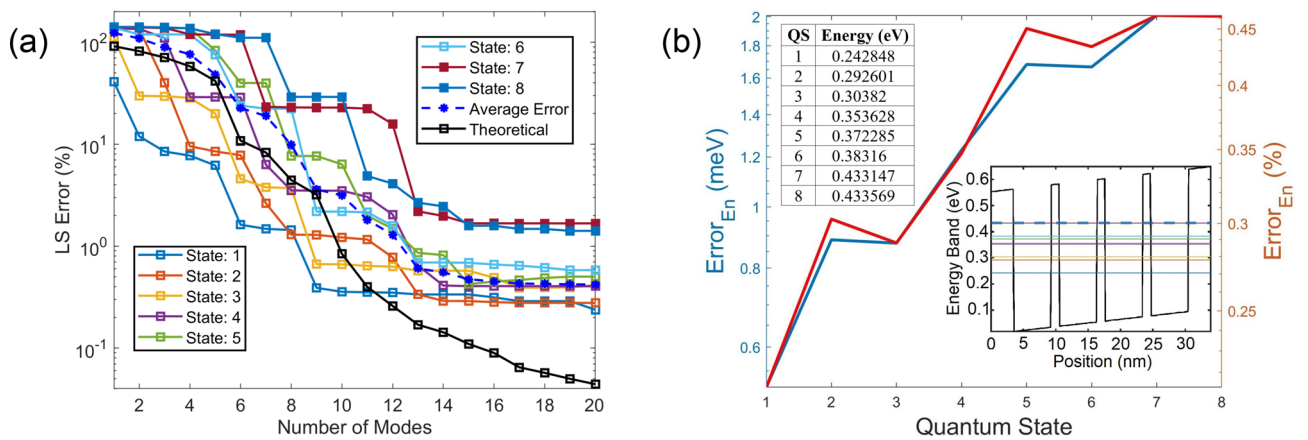 (a)
LS Error (%)
10^2
10^1
10^0
10^-1
2 4 6 8 10 12 14 16 18 20
Number of Modes
State: 6
State: 7
State: 8
Average Error
Theoretical
State: 1
State: 2
State: 3
State: 4
State: 5
(b)
Error_En (meV)
2
1.8
1.6
1.4
1.2
1
0.8
0.6
QS Energy (eV)
1 0.242848
2 0.292601
3 0.30382
4 0.353628
5 0.372285
6 0.38316
7 0.433147
8 0.433569
Energy Band (eV)
0.6
0.5
0.4
0.3
0.2
0.1
0 5 10 15 20 25 30
Position (nm)
1 2 3 4 5 6 7 8
Quantum State
0.45
0.4
0.35
0.3
0.25
Error_En (%)